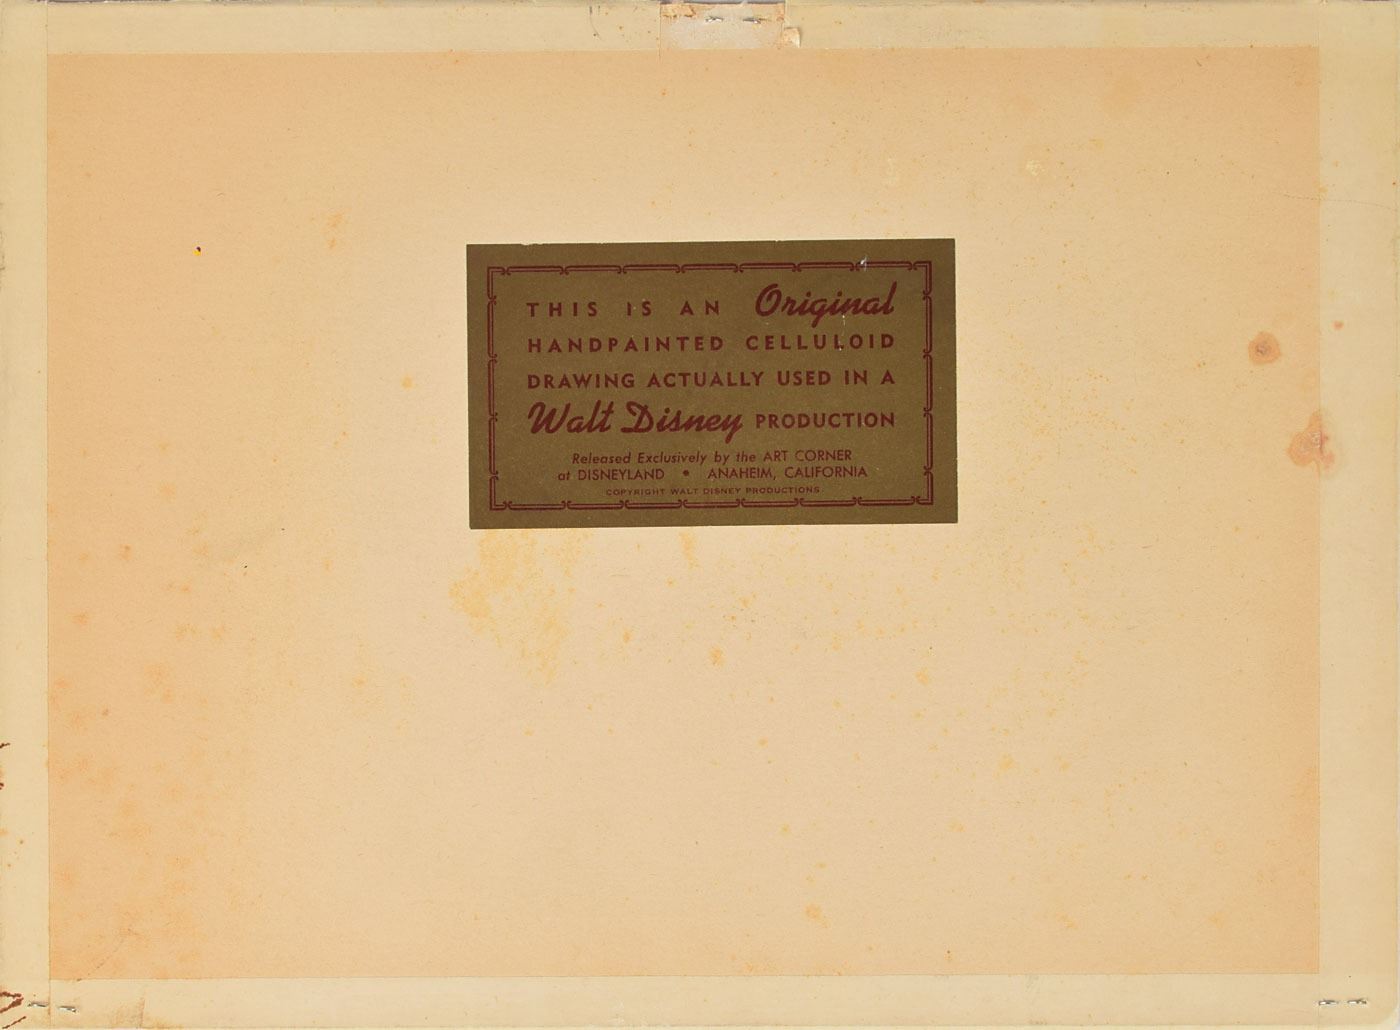 THIS IS AN Original
HANDPAINTED CELLULOID
DRAWING ACTUALLY USED IN A
Walt Disney PRODUCTION
Released Exclusively by the ART CORNER
at DISNEYLAND • ANAHEIM, CALIFORNIA
COPYRIGHT WALT DISNEY PRODUCTIONS